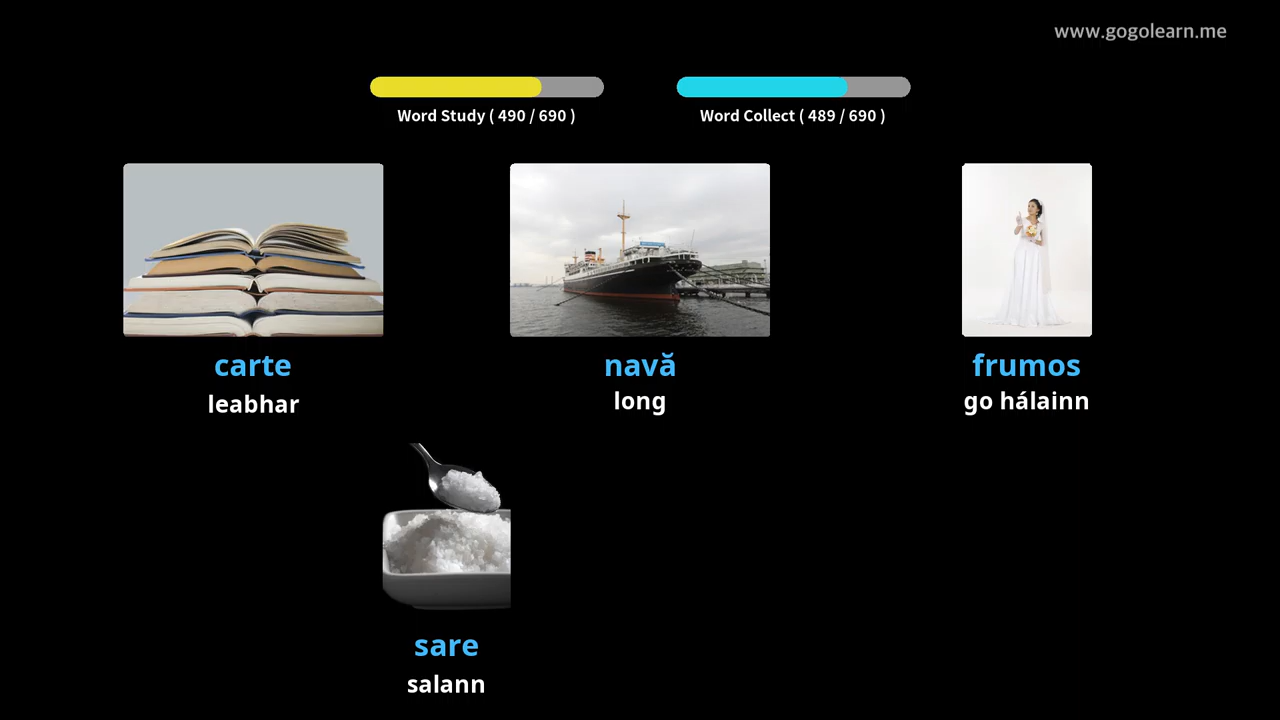 www.gogolearn.me
Word Study ( 490 / 690 )
Word Collect ( 489 / 690 )
carte
leabhar
navă
long
frumos
go hálainn
sare
salann